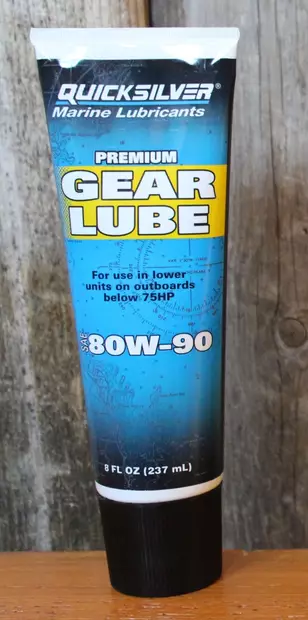 QUICKSILVER®
Marine Lubricants
PREMIUM
GEAR
LUBE
For use in lower
units on outboards
below 75HP
SAE 80W-90
8 FL OZ (237 mL)